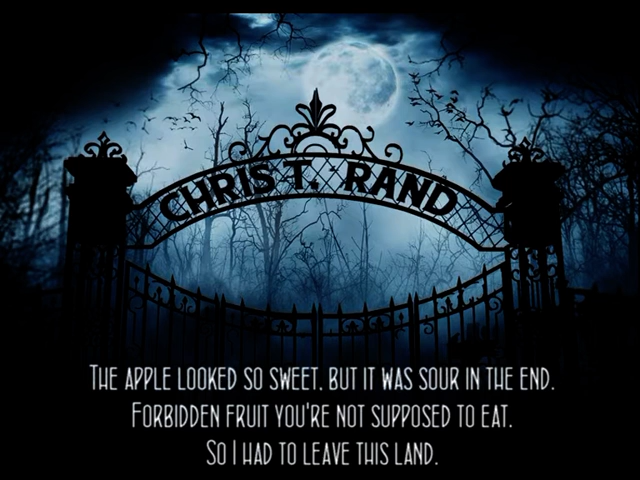 CHRIS T. RAND
THE APPLE LOOKED SO SWEET. BUT IT WAS SOUR IN THE END.
FORBIDDEN FRUIT YOU'RE NOT SUPPOSED TO EAT.
SO I HAD TO LEAVE THIS LAND.